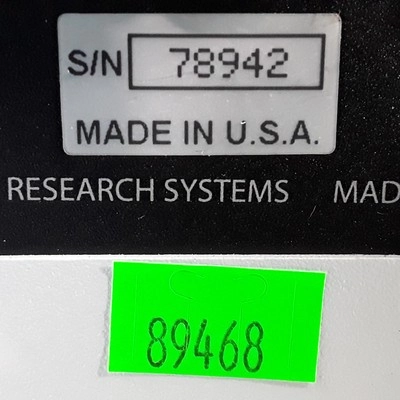 S/N 78942
MADE IN U.S.A.
RESEARCH SYSTEMS MAD
89468